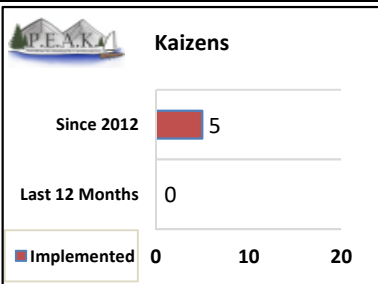 P.E.A.K.
Kaizens
Since 2012 5
Last 12 Months 0
Implemented 0 10 20